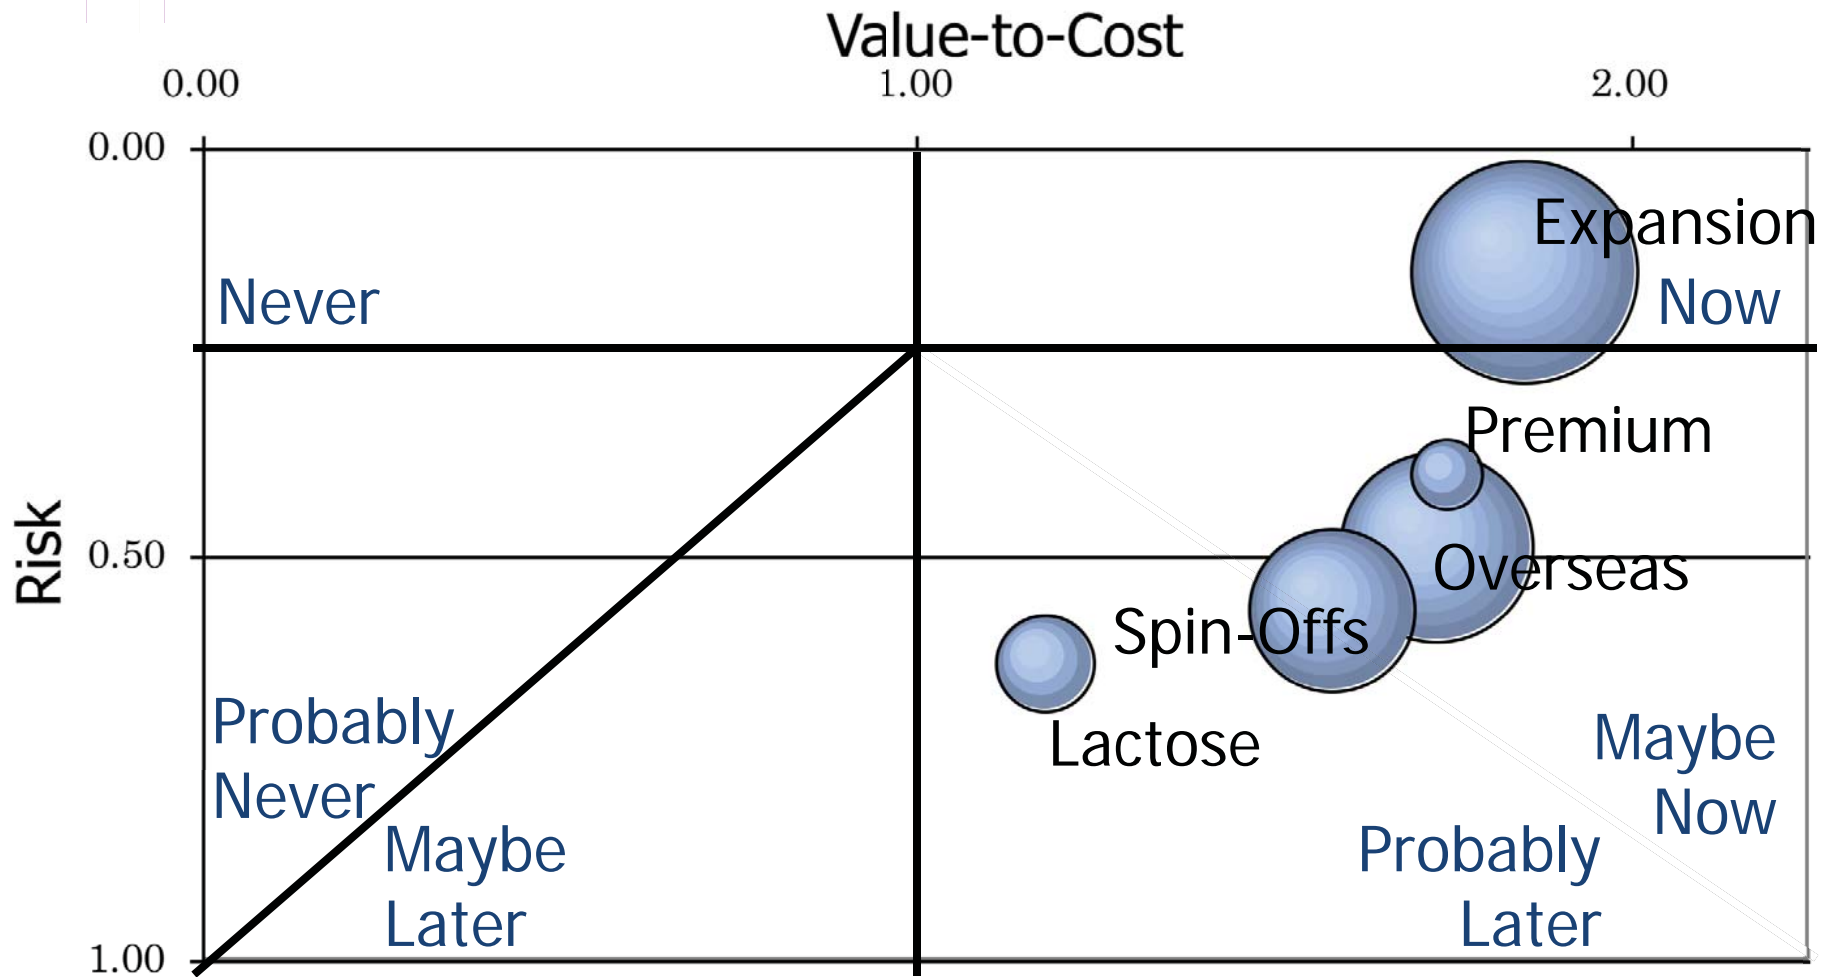 Value-to-Cost
0.00 1.00 2.00
0.00
Expansion
Never
Now
Premium
Risk
0.50
Overseas
Spin-Offs
Lactose
Probably
Never
Maybe
Now
Maybe
Later
Probably
Later
1.00